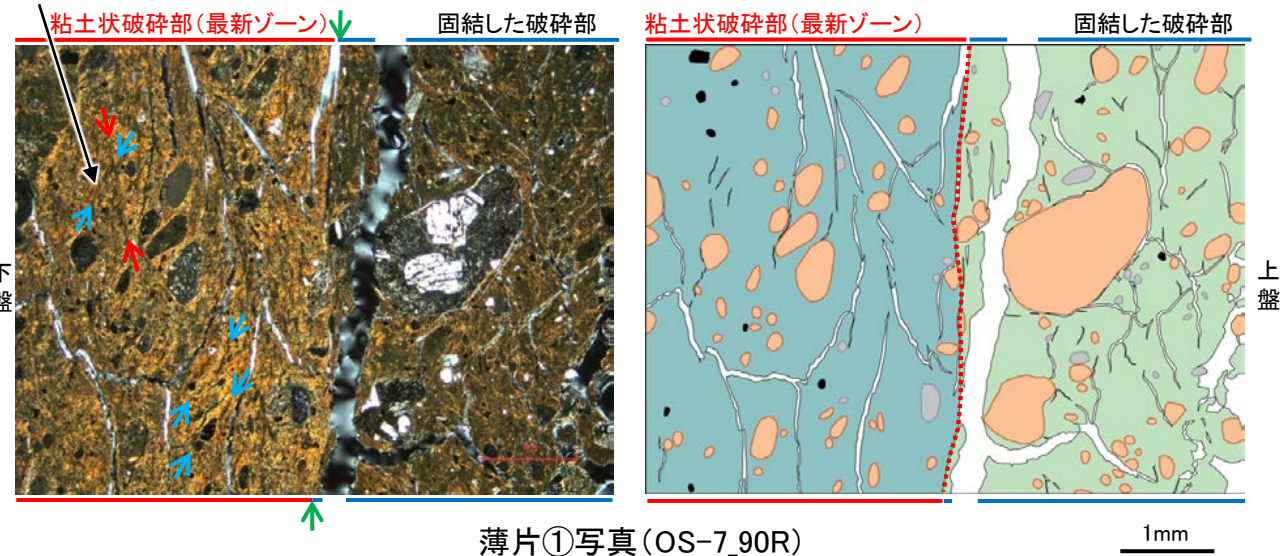 粘土状破砕部(最新ゾーン)
固結した破砕部
粘土状破砕部(最新ゾーン)
固結した破砕部
下
盤
上
盤
薄片①写真(OS-7_90R)
1mm